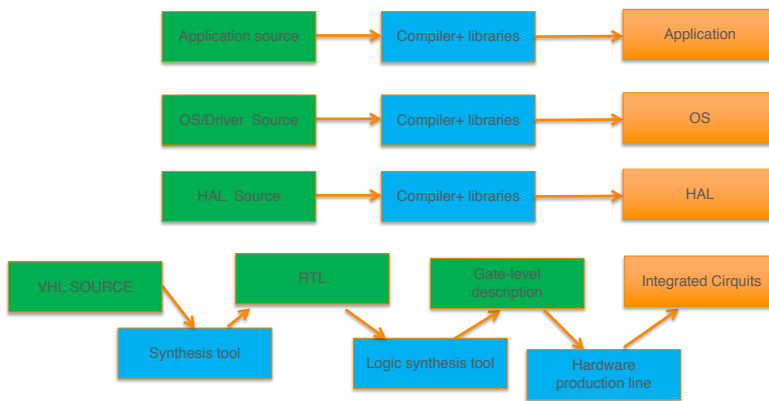 Application source
Compiler+ libraries
Application
OS/Driver Source
Compiler+ libraries
OS
HAL Source
Compiler+ libraries
HAL
VHL SOURCE
RTL
Gate-level
description
Integrated Cirquits
Synthesis tool
Logic synthesis tool
Hardware
production line